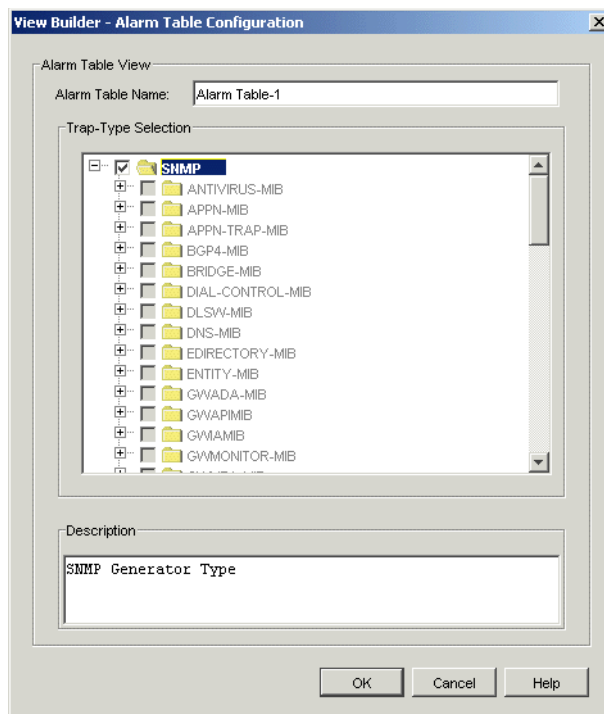 View Builder - Alarm Table Configuration
Alarm Table View
Alarm Table Name: Alarm Table-1
Trap-Type Selection
SNMP
ANTIVIRUS-MIB
APPN-MIB
APPN-TRAP-MIB
BGP4-MIB
BRIDGE-MIB
DIAL-CONTROL-MIB
DLSW-MIB
DNS-MIB
EDIRECTORY-MIB
ENTITY-MIB
GWADA-MIB
GWAPIMIB
GWIAMIB
GWMONITOR-MIB
Description
SNMP Generator Type
OK Cancel Help